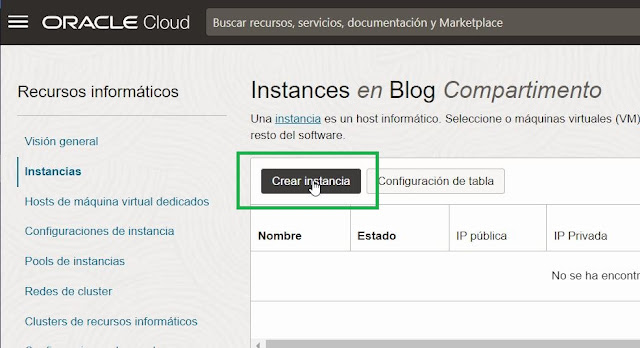 ORACLE Cloud
Buscar recursos, servicios, documentación y Marketplace
Recursos informáticos
Visión general
Instancias
Hosts de máquina virtual dedicados
Configuraciones de instancia
Pools de instancias
Redes de cluster
Clusters de recursos informáticos
Instances en Blog Compartimento
Una instancia es un host informático. Seleccione o máquinas virtuales (VM)
resto del software.
Crear instancia
Configuración de tabla
Nombre Estado IP pública IP Privada
No se ha encontr